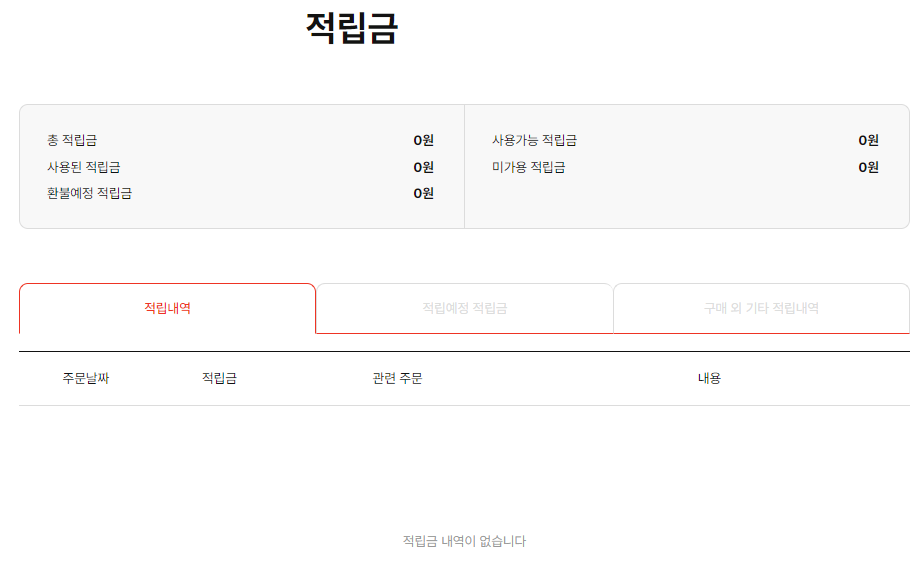 적립금
총 적립금 0원 사용가능 적립금 0원
사용된 적립금 0원 미가용 적립금 0원
환불예정 적립금 0원
적립내역 적립예정 적립금 구매 외 기타 적립내역
주문날짜 적립금 관련 주문 내용
적립금 내역이 없습니다